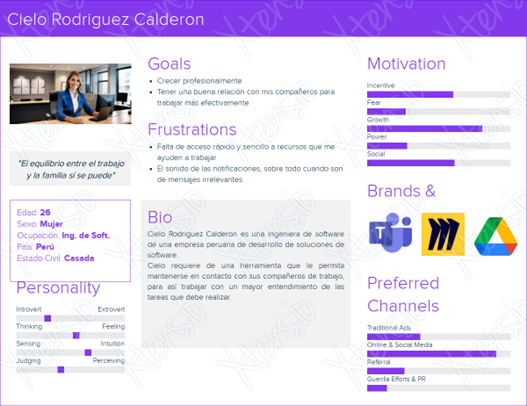 Cielo Rodriguez Calderon
"El equilibrio entre el trabajo
y la familia sí se puede"
Edad: 26
Sexo: Mujer
Ocupación: Ing. de Soft.
País: Perú
Estado Civil: Casada
Personality
Introvert Extrovert
Thinking Feeling
Sensing Intuition
Judging Perceiving
Goals
Crecer profesionalmente
Tener una buena relación con mis compañeros para
trabajar más efectivamente
Frustrations
Falta de acceso rápido y sencillo a recursos que me
ayuden a trabajar
El sonido de las notificaciones, sobre todo cuando son
de mensajes irrelevantes
Bio
Cielo Rodriguez Calderon es una ingeniera de software
de una empresa peruana de desarrollo de soluciones de
software.
Cielo requiere de una herramienta que le permita
mantenerse en contacto con sus compañeros de trabajo,
para así trabajar con un mayor entendimiento de las
tareas que debe realizar.
Motivation
Incentive
Fear
Growth
Power
Social
Brands &
Preferred
Channels
Traditional Ads
Online & Social Media
Referral
Guerilla Efforts & PR